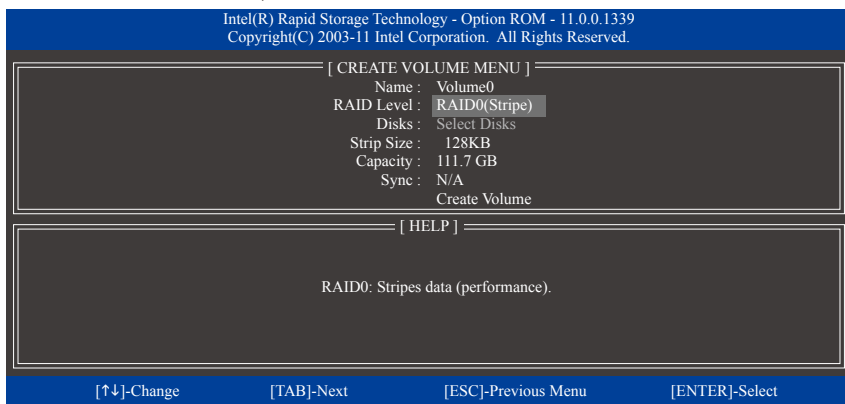 Intel(R) Rapid Storage Technology - Option ROM - 11.0.0.1339
Copyright(C) 2003-11 Intel Corporation. All Rights Reserved.
[ CREATE VOLUME MENU ]
Name : Volume0
RAID Level : RAID0(Stripe)
Disks : Select Disks
Strip Size : 128KB
Capacity : 111.7 GB
Sync : N/A
Create Volume
[ HELP ]
RAID0: Stripes data (performance).
[↑↓]-Change [TAB]-Next [ESC]-Previous Menu [ENTER]-Select